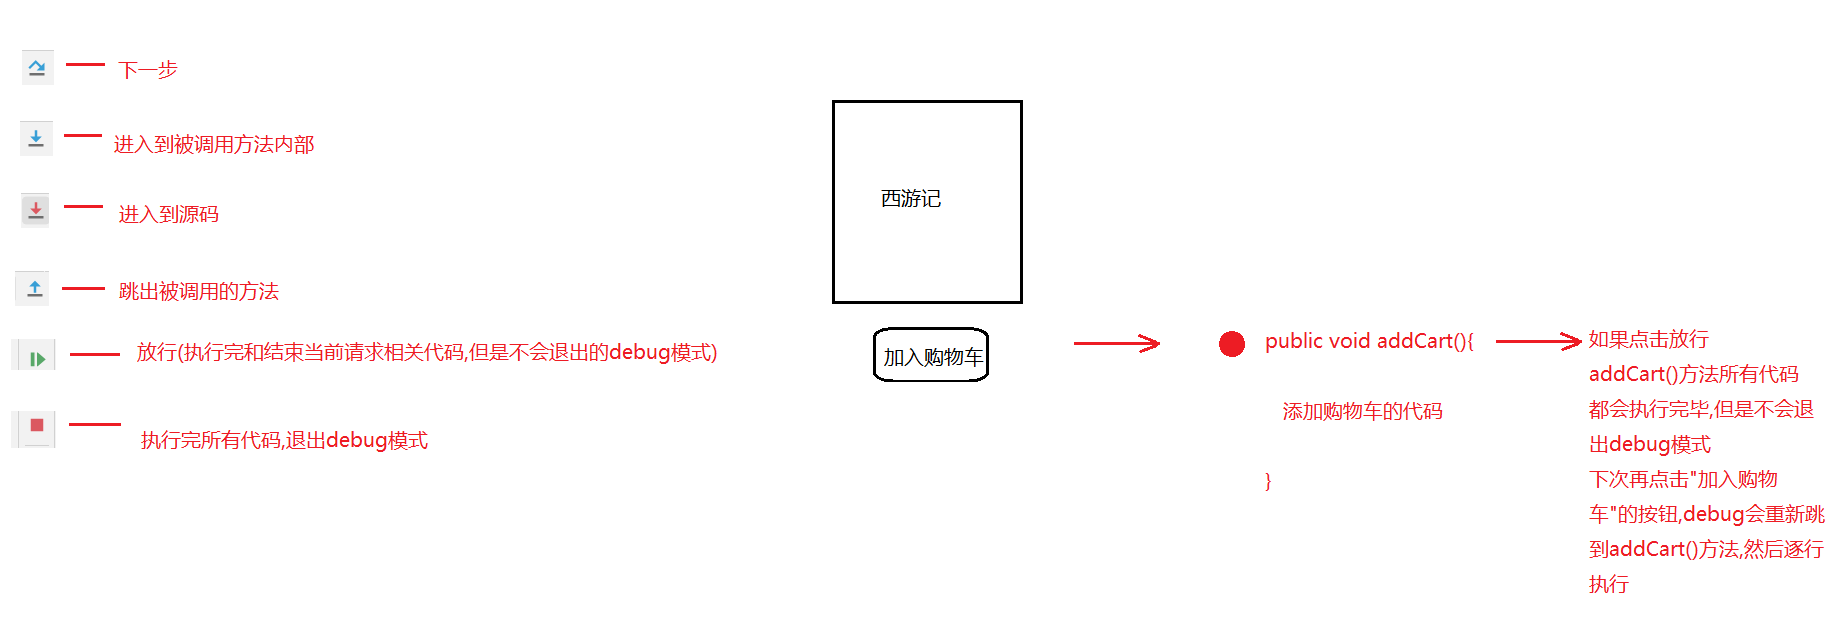 下一步
进入到被调用方法内部
进入到源码
跳出被调用的方法
放行(执行完和结束当前请求相关代码,但是不会退出的debug模式)
执行完所有代码,退出debug模式
西游记
加入购物车
public void addCart(){
添加购物车的代码
}
如果点击放行
addCart()方法所有代码
都会执行完毕,但是不会退
出debug模式
下次再点击"加入购物
车"的按钮,debug会重新跳
到addCart()方法,然后逐行
执行